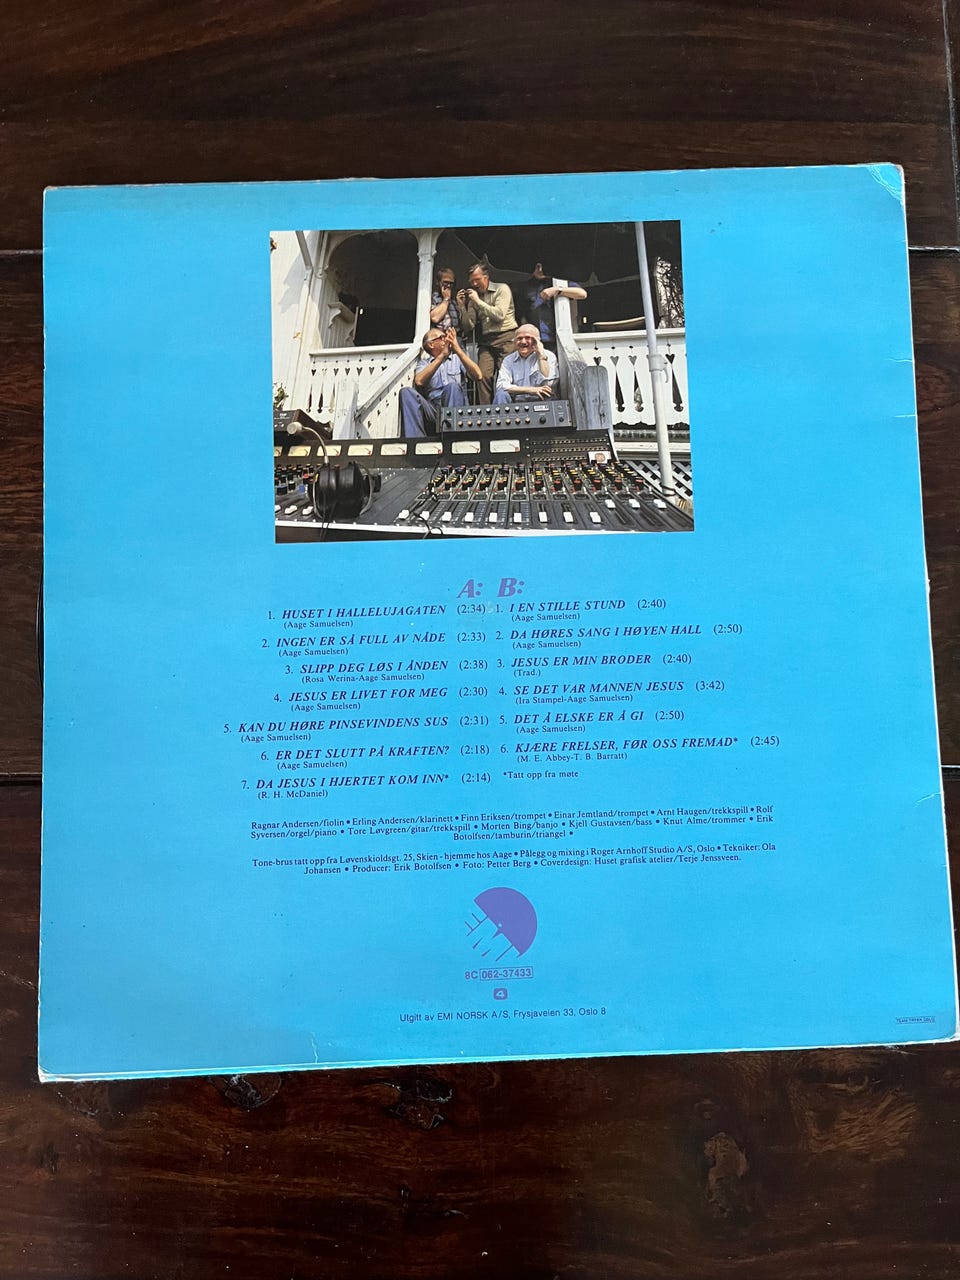 A: B:
1. HUSET I HALLELUJAGATEN (2:34)
(Aage Samuelsen)
2. INGEN ER SÅ FULL AV NÅDE (2:33)
(Aage Samuelsen)
3. SLIPP DEG LØS I ÅNDEN (2:38)
(Rosa Werina-Aage Samuelsen)
4. JESUS ER LIVET FOR MEG (2:30)
(Aage Samuelsen)
5. KAN DU HØRE PINSEVINDENS SUS (2:31)
(Aage Samuelsen)
6. ER DET SLUTT PÅ KRAFTEN? (2:18)
(Aage Samuelsen)
7. DA JESUS I HJERTET KOM INN* (2:14)
(R. H. McDaniel)
1. I EN STILLE STUND (2:40)
(Aage Samuelsen)
2. DA HØRES SANG I HØYEN HALL (2:50)
(Aage Samuelsen)
3. JESUS ER MIN BRODER (2:40)
(Trad.)
4. SE DET VAR MANNEN JESUS (3:42)
(Ira Stampel-Aage Samuelsen)
5. DET Å ELSKE ER Å GI (2:50)
(Aage Samuelsen)
6. KJÆRE FRELSER, FØR OSS FREMAD* (2:45)
(M. E. Abbey-T. B. Barratt)
*Tatt opp fra møte
Ragnar Andersen/fiolin • Erling Andersen/klarinett • Finn Eriksen/trompet • Einar Jemtland/trompet • Arnt Haugen/trekkspill • Rolf
Syversen/orgel/piano • Tore Løvgreen/gitar/trekkspill • Morten Bing/banjo • Kjell Gustavsen/bass • Knut Alme/trommer • Erik
Botolfsen/tamburin/triangel •
Tone-brus tatt opp fra Løvenskioldsgt. 25, Skien - hjemme hos Aage • Pålegg og mixing i Roger Arnhoff Studio A/S, Oslo • Tekniker: Ola
Johansen • Producer: Erik Botolfsen • Foto: Petter Berg • Coverdesign: Huset grafisk atelier/Terje Jenssveen.
EMI
8C 062-37433
4
Utgitt av EMI NORSK A/S, Frysjaveien 33, Oslo 8